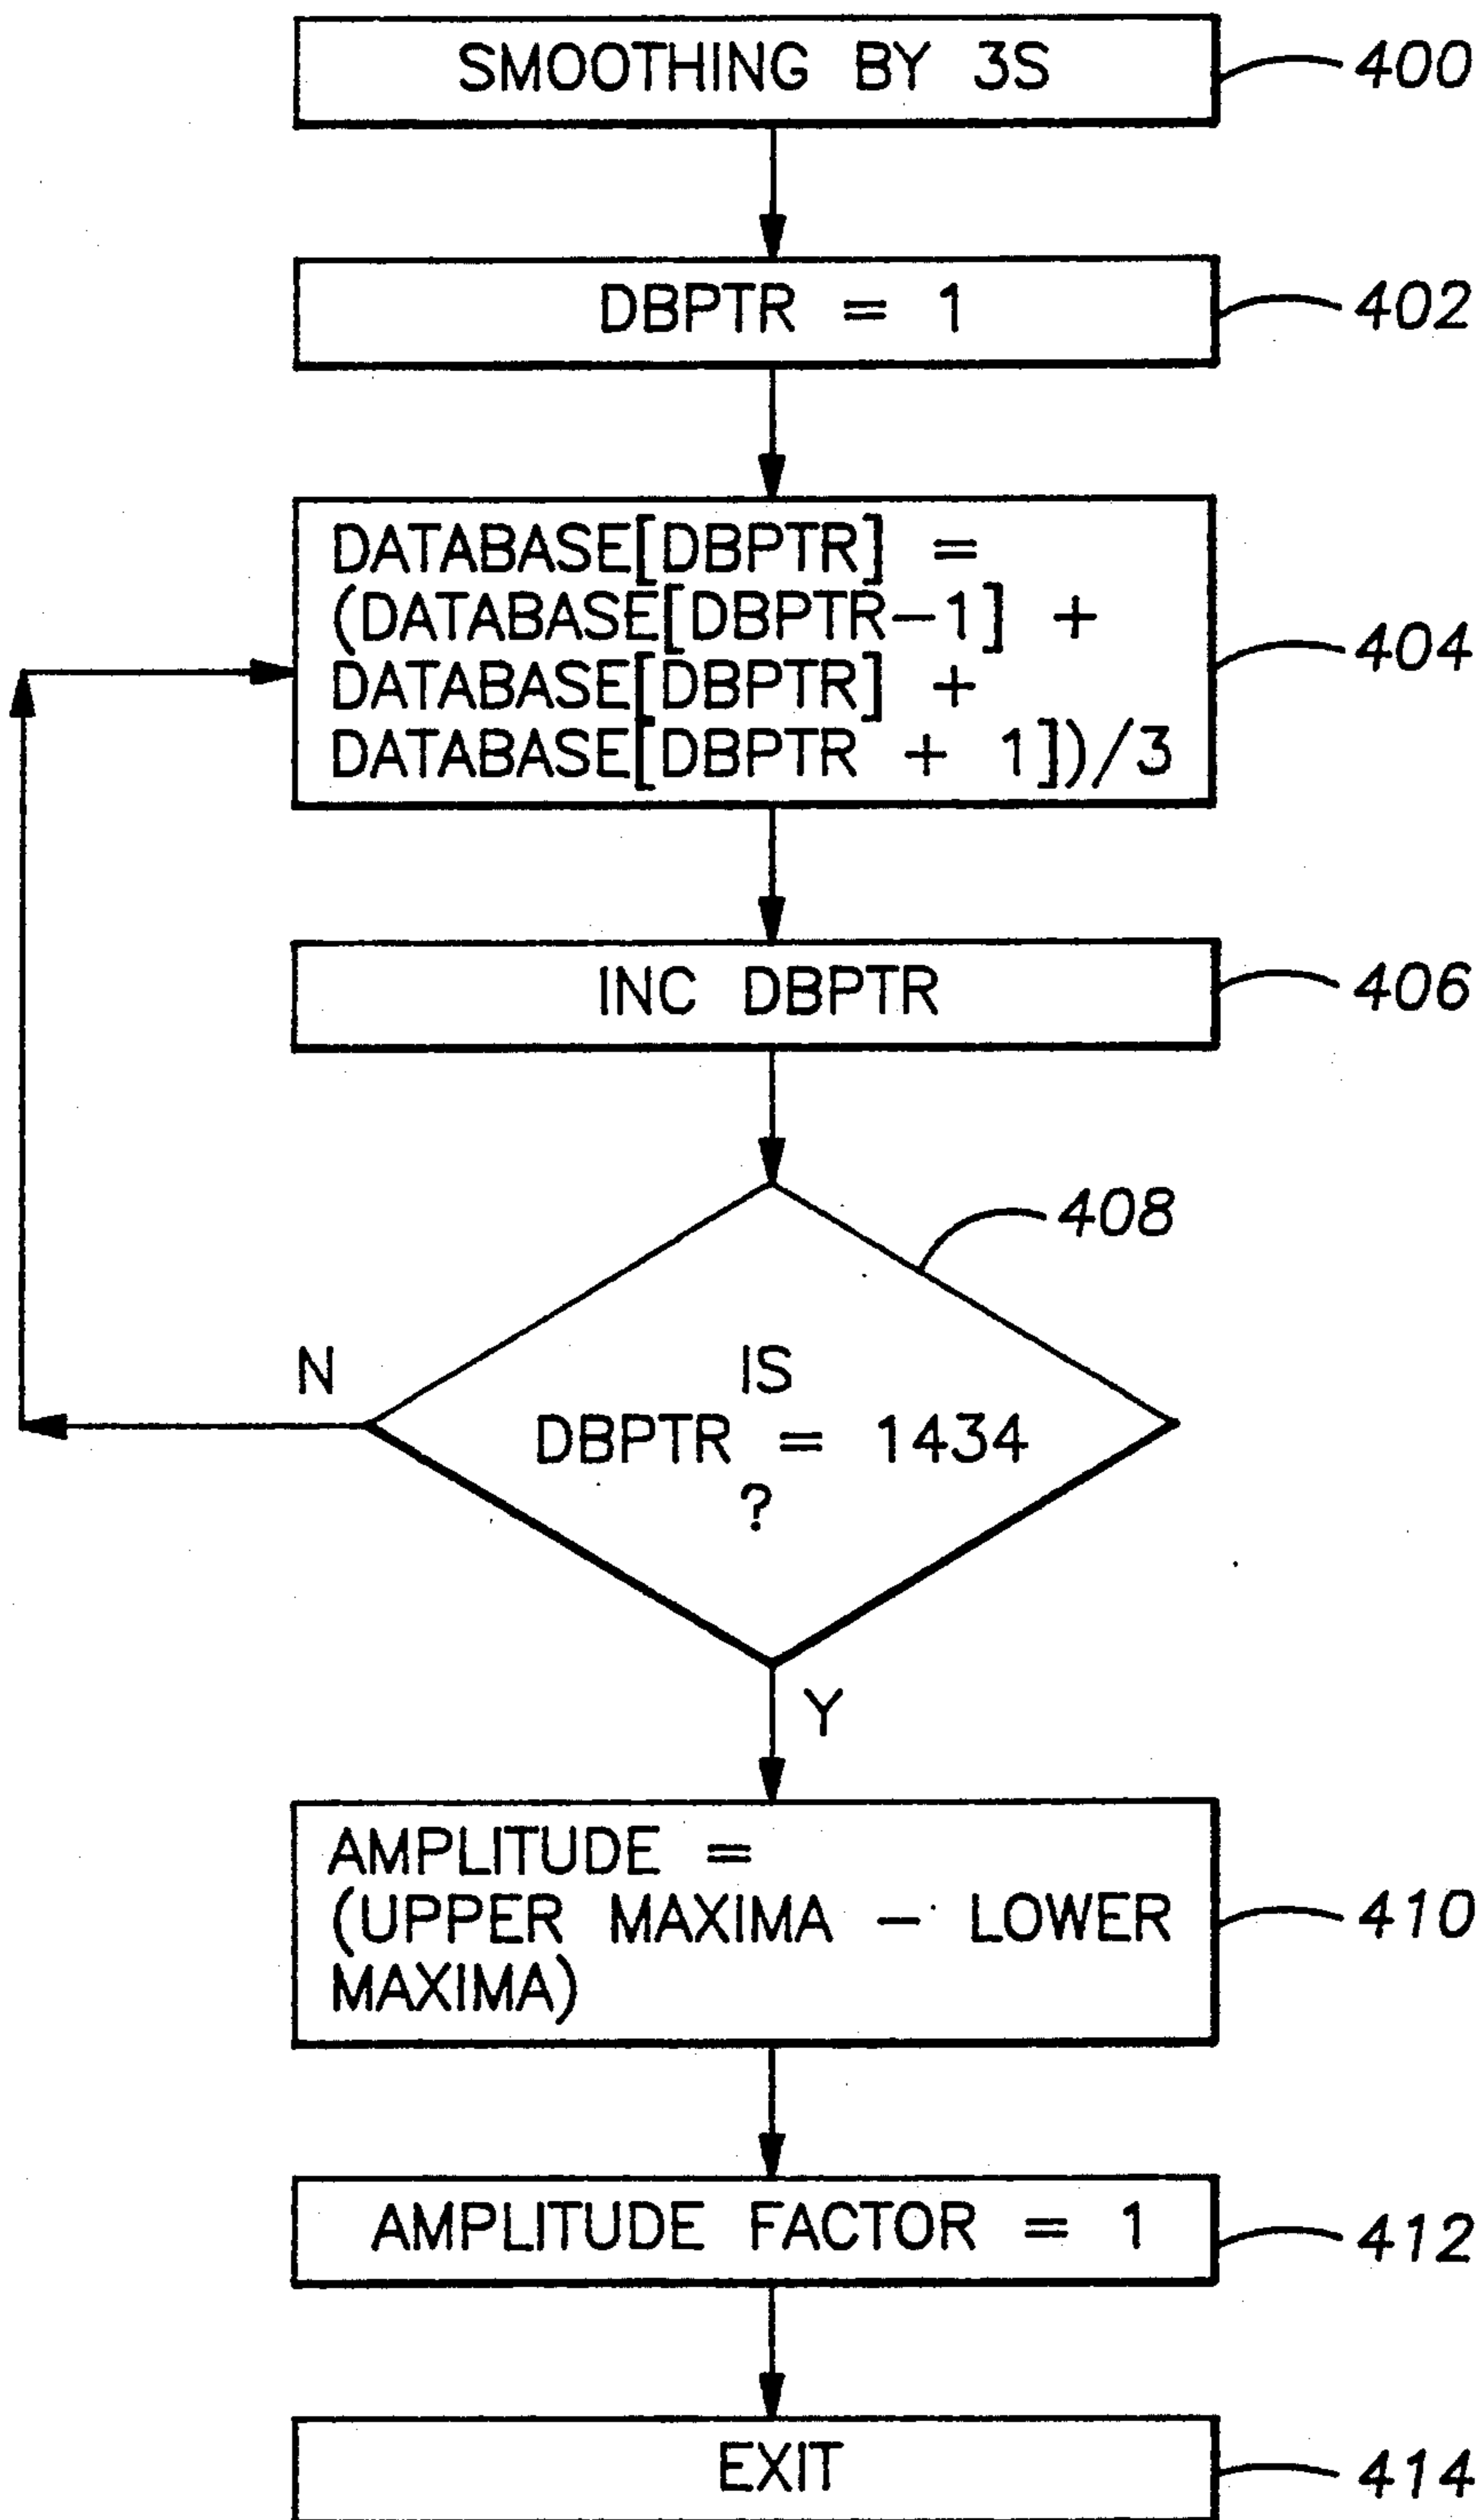 SMOOTHING BY 3S
400
DBPTR = 1
402
DATABASE[DBPTR] =
(DATABASE[DBPTR-1] +
DATABASE[DBPTR] +
DATABASE[DBPTR + 1])/3
404
INC DBPTR
406
408
N
IS
DBPTR = 1434
?
Y
AMPLITUDE =
(UPPER MAXIMA - LOWER
MAXIMA)
410
AMPLITUDE FACTOR = 1
412
EXIT
414